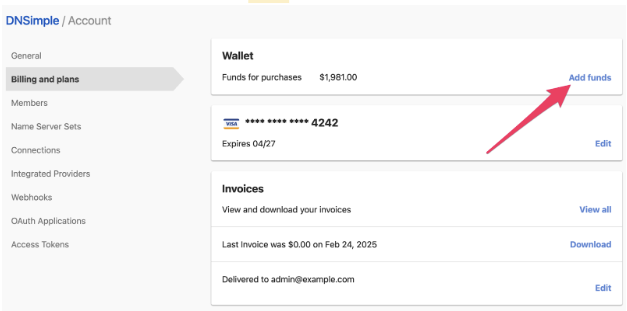 DNSimple / Account
General
Billing and plans
Members
Name Server Sets
Connections
Integrated Providers
Webhooks
OAuth Applications
Access Tokens
Wallet
Funds for purchases $1,981.00 Add funds
VISA **** **** **** 4242
Expires 04/27 Edit
Invoices
View and download your invoices View all
Last Invoice was $0.00 on Feb 24, 2025 Download
Delivered to admin@example.com
Edit